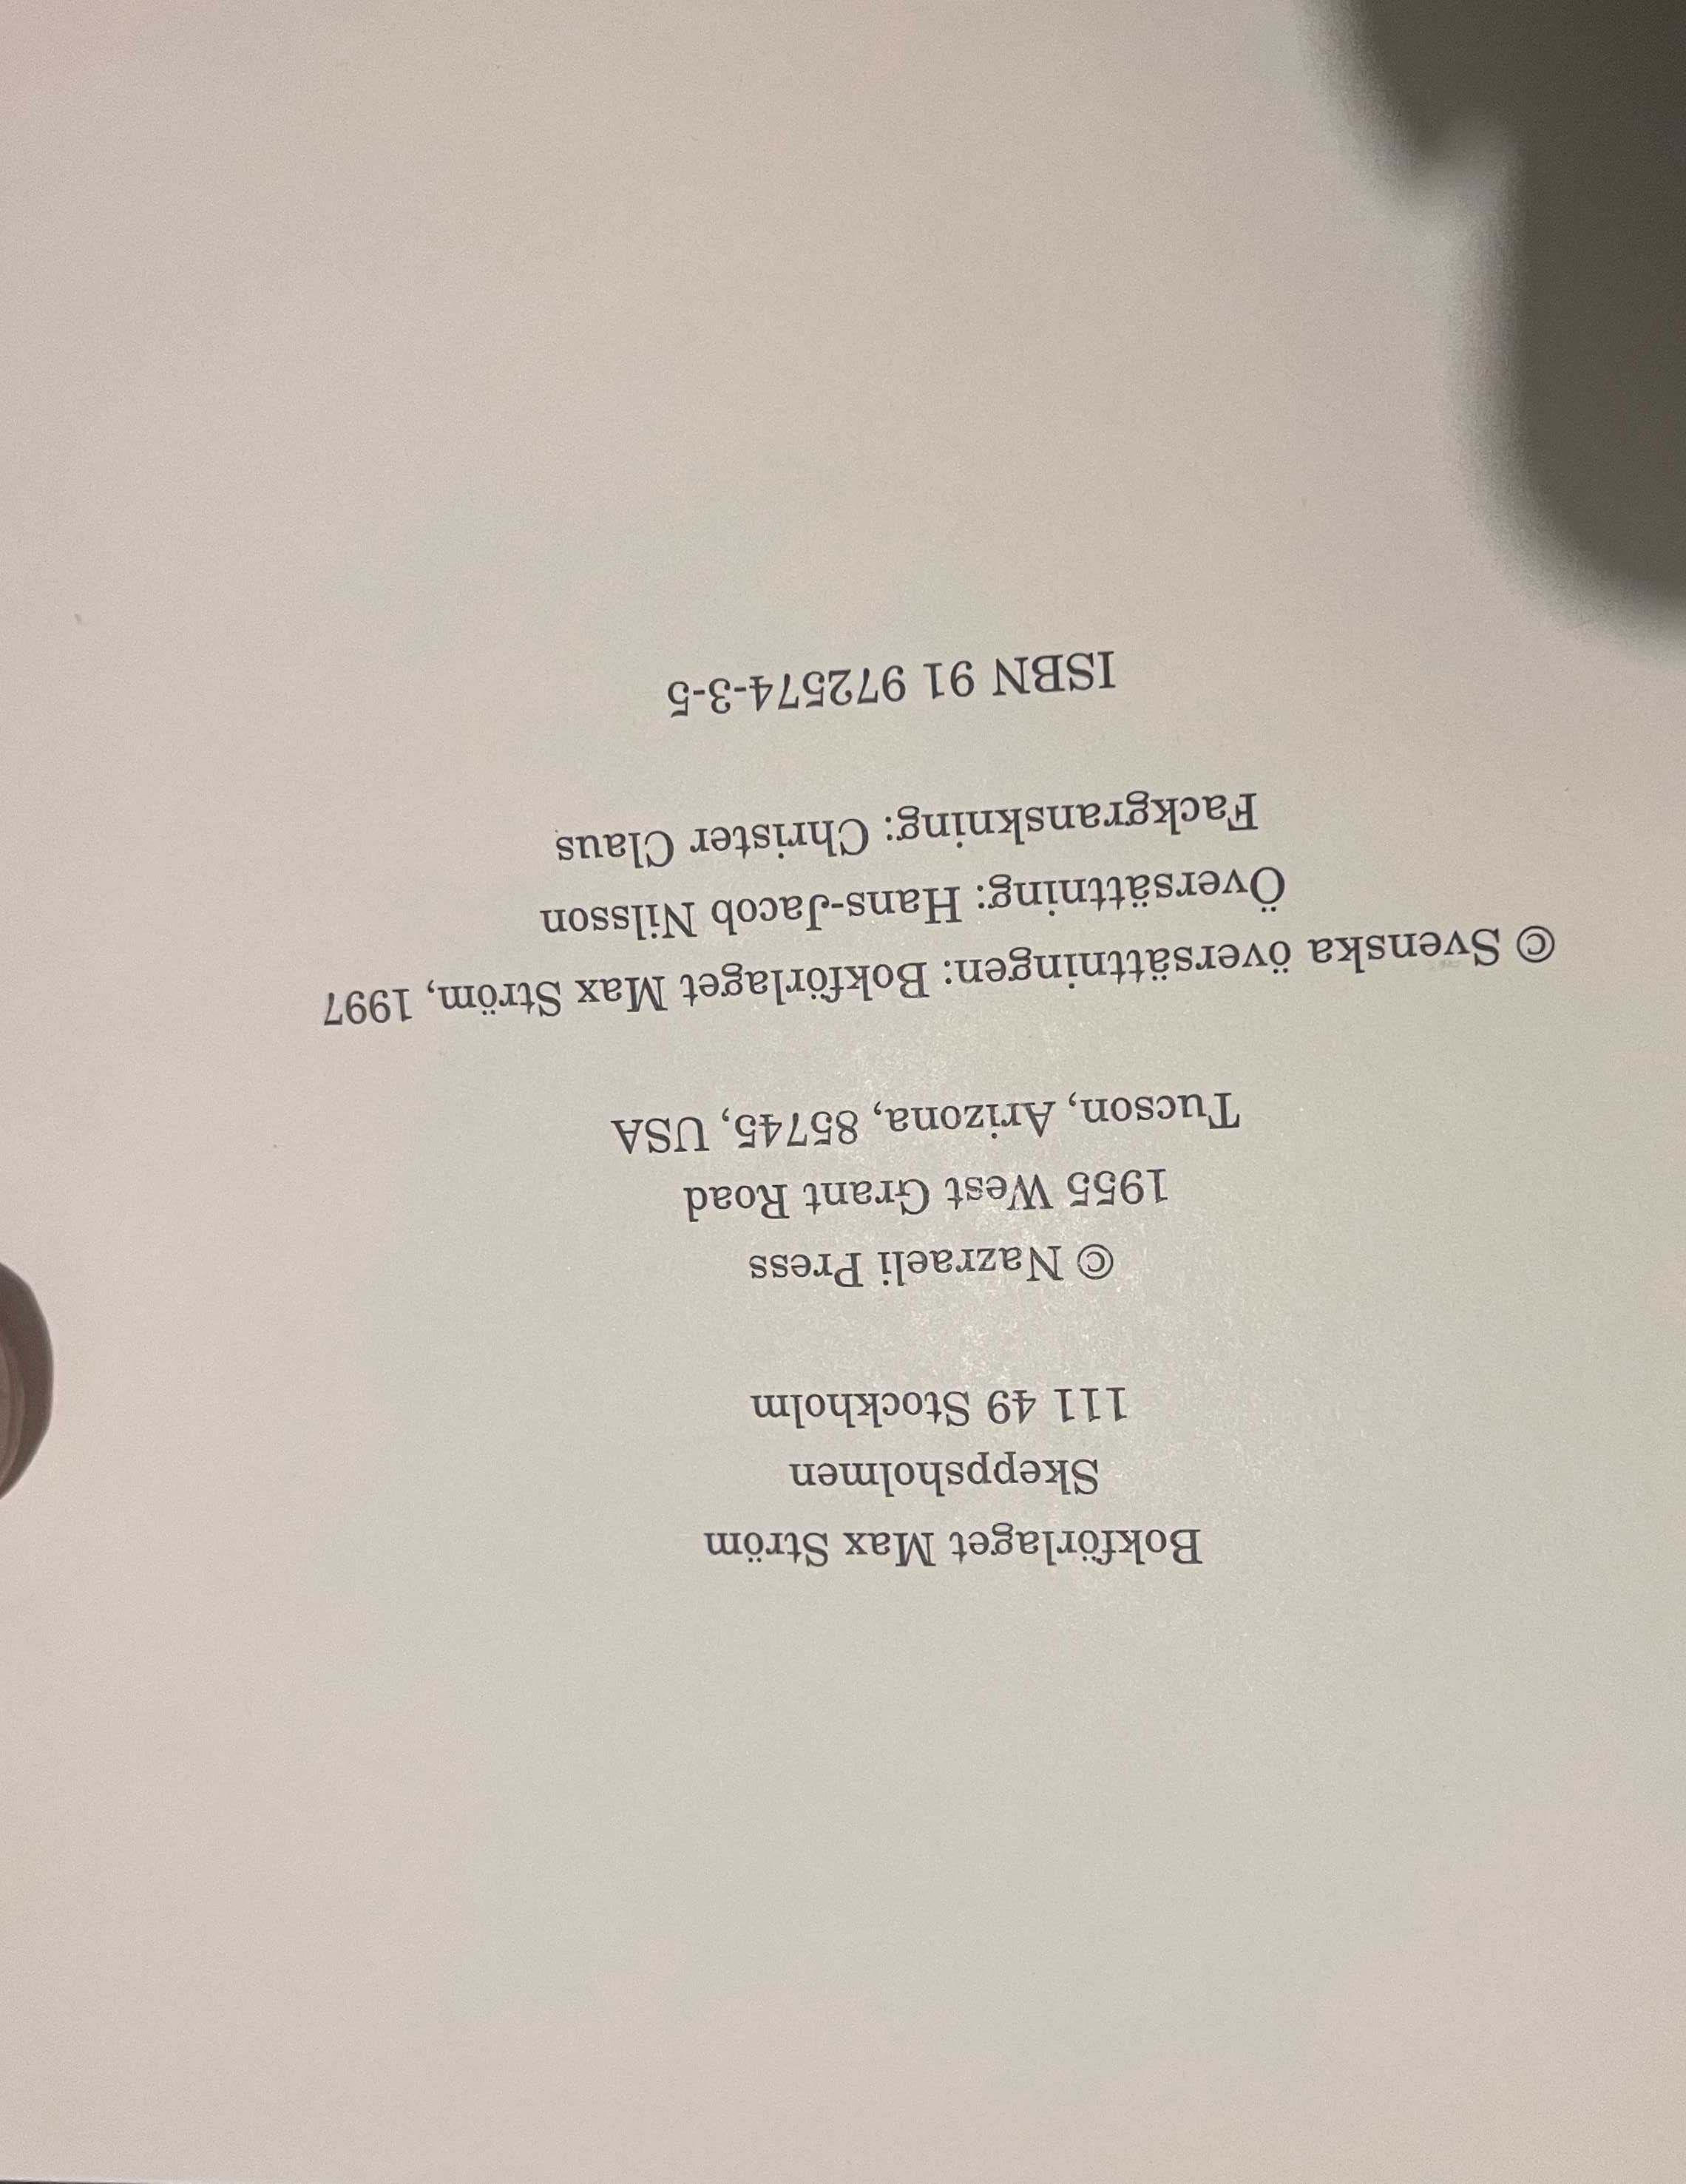 Bokförlaget Max Ström
Skeppsholmen
111 49 Stockholm
© Nazraeli Press
1955 West Grant Road
Tucson, Arizona, 85745, USA
© Svenska översättningen: Bokförlaget Max Ström, 1997
Översättning: Hans-Jacob Nilsson
Fackgranskning: Christer Claus
ISBN 91 972574-3-5